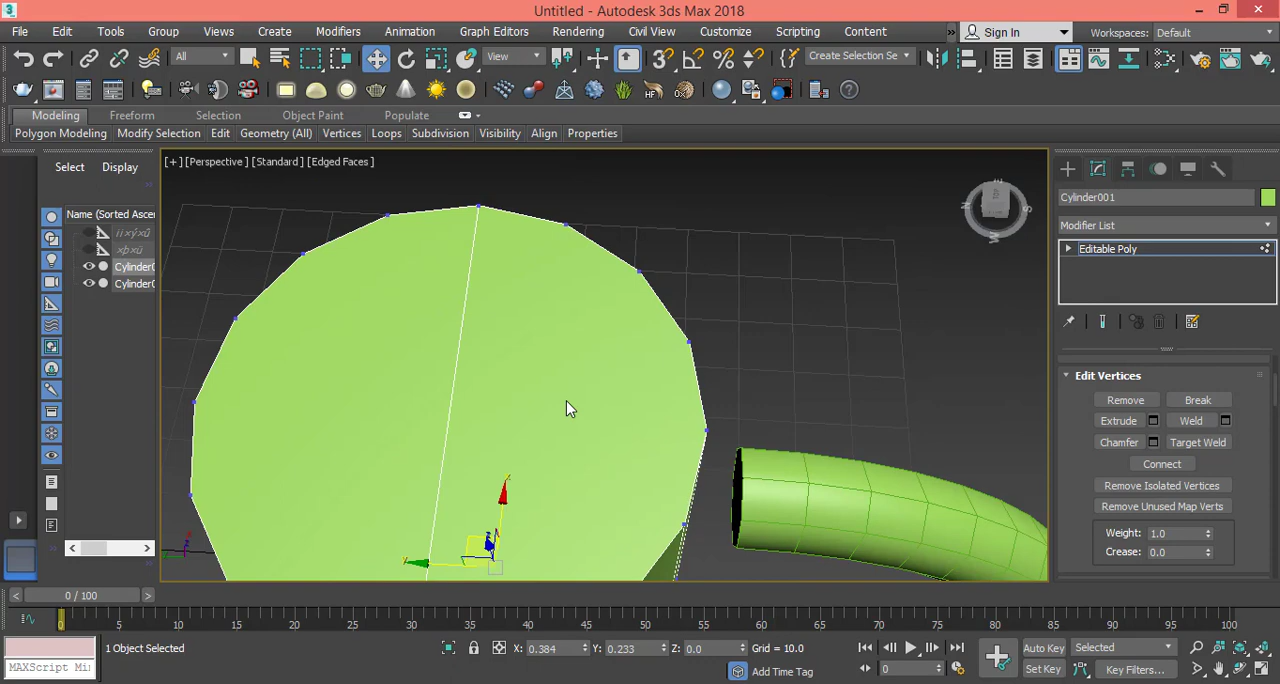 Untitled - Autodesk 3ds Max 2018
File Edit Tools Group Views Create Modifiers Animation Graph Editors Rendering Civil View Customize Scripting Content » Sign In Workspaces: Default
All View Create Selection Se
Modeling Freeform Selection Object Paint Populate
Polygon Modeling Modify Selection Edit Geometry (All) Vertices Loops Subdivision Visibility Align Properties
Select Display
[+] [Perspective] [Standard] [Edged Faces]
Name (Sorted Ascen
Cylinder0
Cylinder0
Cylinder001
Modifier List
Editable Poly
Edit Vertices
Remove Break
Extrude Weld
Chamfer Target Weld
Connect
Remove Isolated Vertices
Remove Unused Map Verts
Weight: 1.0
Crease: 0.0
< 0 / 100 >
0 5 10 15 20 25 30 35 40 45 50 55 60 65 70 75 80 85 90 95 100
1 Object Selected X: 0.384 Y: 0.233 Z: 0.0 Grid = 10.0 Auto Key Selected
MAXScript Mi Add Time Tag 0 Set Key Key Filters...